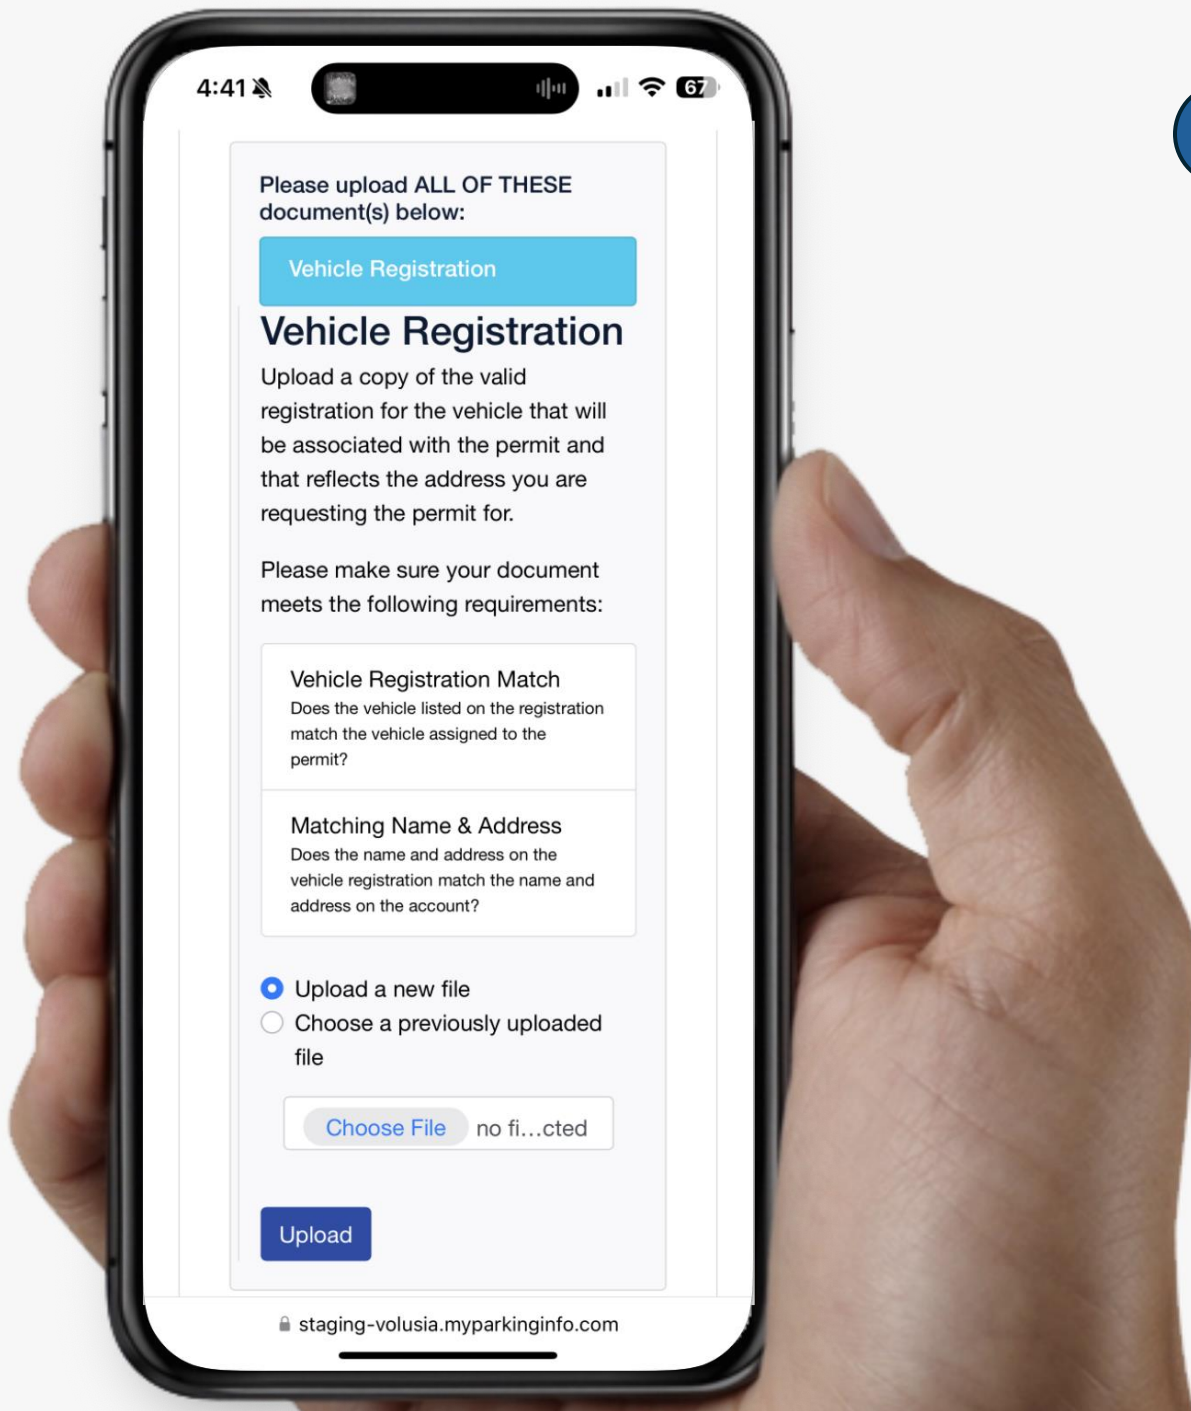 4:41
67
Please upload ALL OF THESE
document(s) below:
Vehicle Registration
Vehicle Registration
Upload a copy of the valid
registration for the vehicle that will
be associated with the permit and
that reflects the address you are
requesting the permit for.
Please make sure your document
meets the following requirements:
Vehicle Registration Match
Does the vehicle listed on the registration
match the vehicle assigned to the
permit?
Matching Name & Address
Does the name and address on the
vehicle registration match the name and
address on the account?
Upload a new file
Choose a previously uploaded
file
Choose File no fi...cted
Upload
staging-volusia.myparkinginfo.com